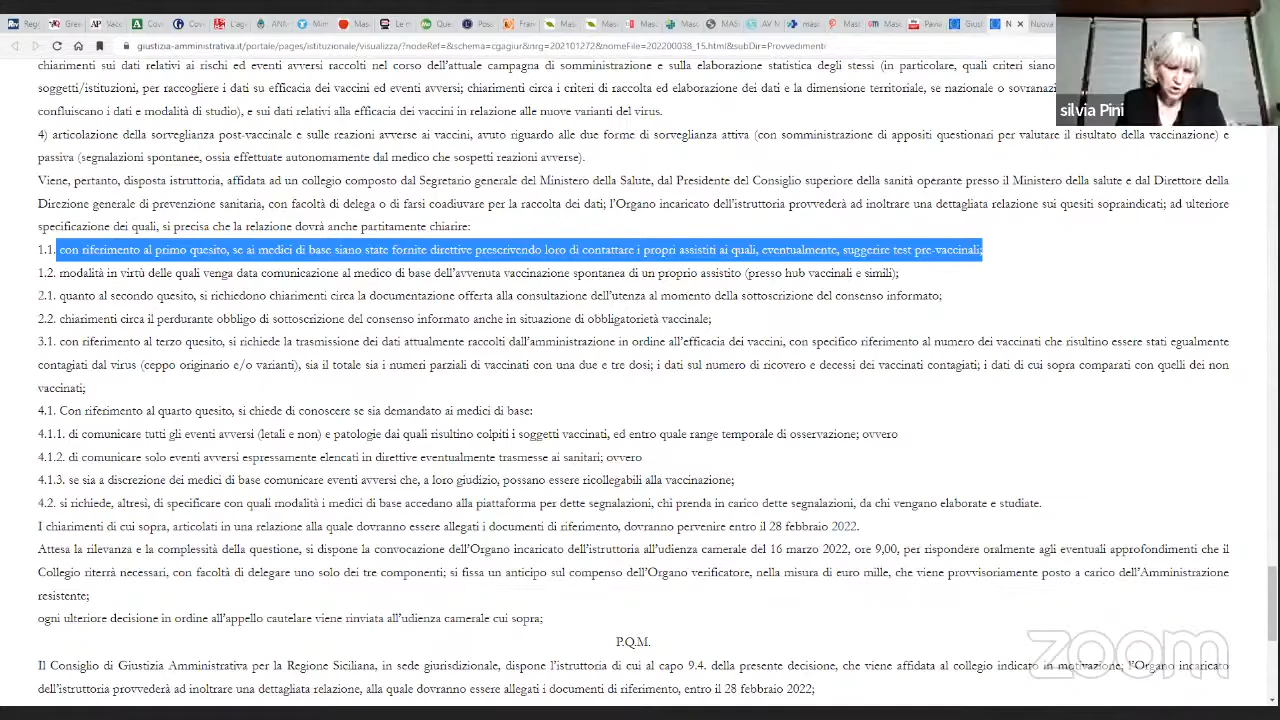 giustizia-amministrativa.it/portale/pages/istituzionale/visualizza/?nodeRef=&schema=cgagiur&nrg=202101272&nomeFile=202200038_15.html&subDir=Provvedimenti
silvia Pini
chiarimenti sui dati relativi ai rischi ed eventi avversi raccolti nel corso dell'attuale campagna di somministrazione e sulla elaborazione statistica degli stessi (in particolare, quali criteri siano
soggetti/istituzioni, per raccogliere i dati su efficacia dei vaccini ed eventi avversi; chiarimenti circa i criteri di raccolta ed elaborazione dei dati e la dimensione territoriale, se nazionale o
confluiscano i dati e modalità di studio), e sui dati relativi alla efficacia dei vaccini in relazione alle nuove varianti del virus.
4) articolazione della sorveglianza post-vaccinale e sulle reazioni avverse ai vaccini, avuto riguardo alle due forme di sorveglianza attiva (con somministrazione di appositi questionari per valutare il risultato della vaccinazione) e
passiva (segnalazioni spontanee, ossia effettuate autonomamente dal medico che sospetti reazioni avverse).
Viene, pertanto, disposta istruttoria, affidata ad un collegio composto dal Segretario generale del Ministero della Salute, dal Presidente del Consiglio superiore della sanità operante presso il Ministero della salute e dal Direttore della
Direzione generale di prevenzione sanitaria, con facoltà di delega o di farsi coadiuvare per la raccolta dei dati; l'Organo incaricato dell'istruttoria provvederà ad inoltrare una dettagliata relazione sui quesiti sopraindicati; ad ulteriore
specificazione dei quali, si precisa che la relazione dovrà anche partitamente chiarire:
1.1. con riferimento al primo quesito, se ai medici di base siano state fornite direttive prescrivendo loro di contattare i propri assistiti ai quali, eventualmente, suggerire test pre-vaccinali;
1.2. modalità in virtù delle quali venga data comunicazione al medico di base dell'avvenuta vaccinazione spontanea di un proprio assistito (presso hub vaccinali e simili);
2.1. quanto al secondo quesito, si richiedono chiarimenti circa la documentazione offerta alla consultazione dell'utenza al momento della sottoscrizione del consenso informato;
2.2. chiarimenti circa il perdurante obbligo di sottoscrizione del consenso informato anche in situazione di obbligatorietà vaccinale;
3.1. con riferimento al terzo quesito, si richiede la trasmissione dei dati attualmente raccolti dall'amministrazione in ordine all'efficacia dei vaccini, con specifico riferimento al numero dei vaccinati che risultino essere stati egualmente
contagiati dal virus (ceppo originario e/o varianti), sia il totale sia i numeri parziali di vaccinati con una due e tre dosi; i dati sul numero di ricovero e decessi dei vaccinati contagiati; i dati di cui sopra comparati con quelli dei non
vaccinati;
4.1. Con riferimento al quarto quesito, si chiede di conoscere se sia demandato ai medici di base:
4.1.1. di comunicare tutti gli eventi avversi (letali e non) e patologie dai quali risultino colpiti i soggetti vaccinati, ed entro quale range temporale di osservazione; ovvero
4.1.2. di comunicare solo eventi avversi espressamente elencati in direttive eventualmente trasmesse ai sanitari; ovvero
4.1.3. se sia a discrezione dei medici di base comunicare eventi avversi che, a loro giudizio, possano essere ricollegabili alla vaccinazione;
4.2. si richiede, altresì, di specificare con quali modalità i medici di base accedano alla piattaforma per dette segnalazioni, chi prenda in carico dette segnalazioni, da chi vengano elaborate e studiate.
I chiarimenti di cui sopra, articolati in una relazione alla quale dovranno essere allegati i documenti di riferimento, dovranno pervenire entro il 28 febbraio 2022.
Attesa la rilevanza e la complessità della questione, si dispone la convocazione dell'Organo incaricato dell'istruttoria all'udienza camerale del 16 marzo 2022, ore 9,00, per rispondere oralmente agli eventuali approfondimenti che il
Collegio riterrà necessari, con facoltà di delegare uno solo dei tre componenti; si fissa un anticipo sul compenso dell'Organo verificatore, nella misura di euro mille, che viene provvisoriamente posto a carico dell'Amministrazione
resistente;
ogni ulteriore decisione in ordine all'appello cautelare viene rinviata all'udienza camerale cui sopra;
P.Q.M.
Il Consiglio di Giustizia Amministrativa per la Regione Siciliana, in sede giurisdizionale, dispone l'istruttoria di cui al capo 9.4. della presente decisione, che viene affidata al collegio indicato in motivazione; l'Organo incaricato
dell'istruttoria provvederà ad inoltrare una dettagliata relazione, alla quale dovranno essere allegati i documenti di riferimento, entro il 28 febbraio 2022;
zoom